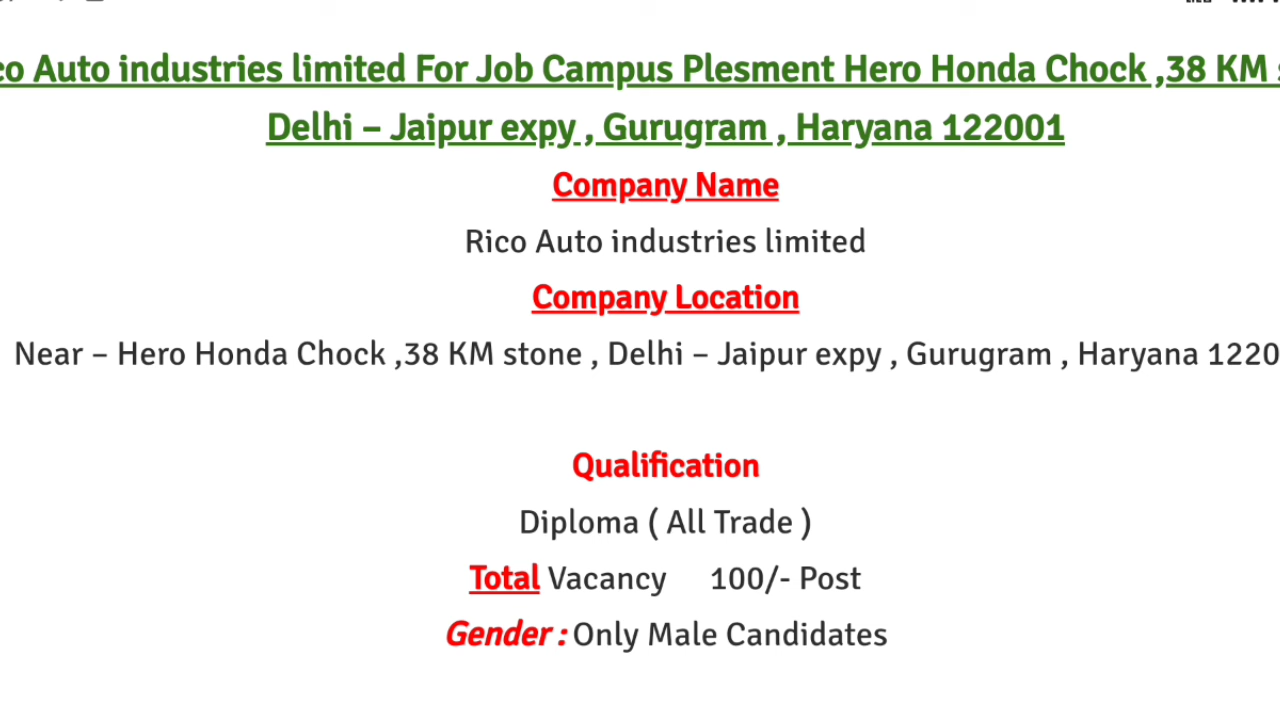 co Auto industries limited For Job Campus Plesment Hero Honda Chock ,38 KM
Delhi – Jaipur expy , Gurugram , Haryana 122001
Company Name
Rico Auto industries limited
Company Location
Near – Hero Honda Chock ,38 KM stone , Delhi – Jaipur expy , Gurugram , Haryana 1220
Qualification
Diploma ( All Trade )
Total Vacancy 100/- Post
Gender : Only Male Candidates